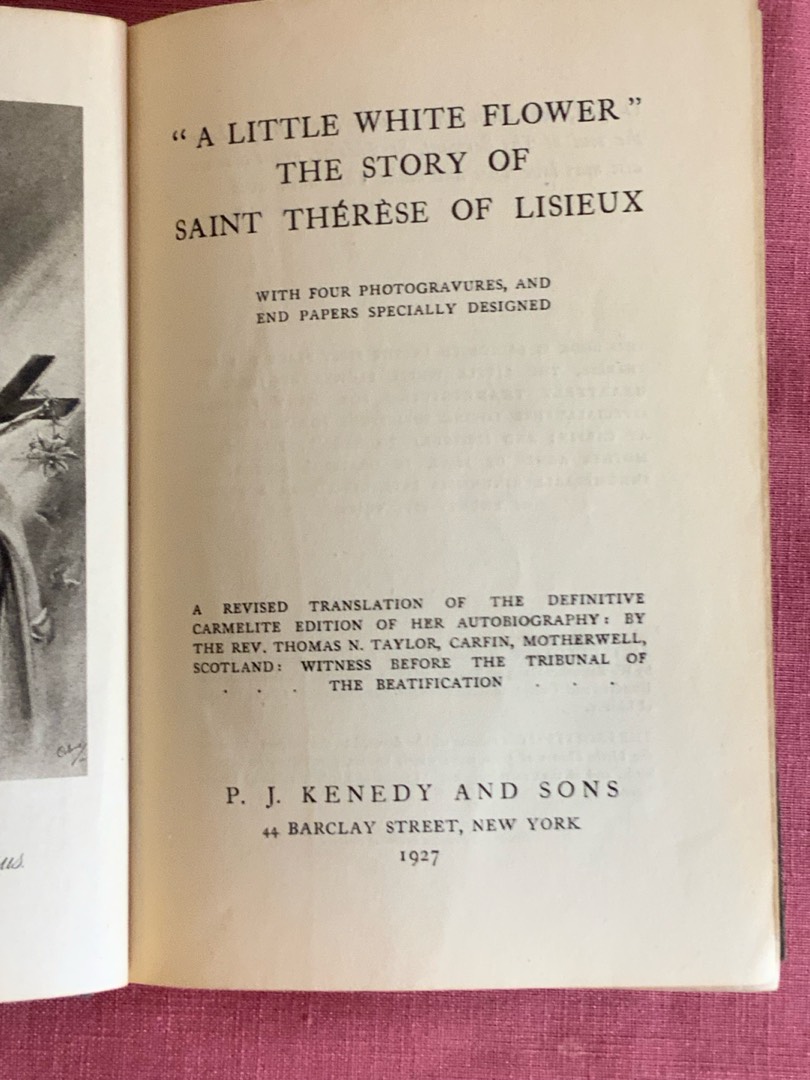 “ A LITTLE WHITE FLOWER ”
THE STORY OF
SAINT THÉRÈSE OF LISIEUX
WITH FOUR PHOTOGRAVURES, AND
END PAPERS SPECIALLY DESIGNED
A REVISED TRANSLATION OF THE DEFINITIVE
CARMELITE EDITION OF HER AUTOBIOGRAPHY: BY
THE REV. THOMAS N. TAYLOR, CARFIN, MOTHERWELL,
SCOTLAND: WITNESS BEFORE THE TRIBUNAL OF
. . . THE BEATIFICATION . . .
P. J. KENEDY AND SONS
44 BARCLAY STREET, NEW YORK
1927